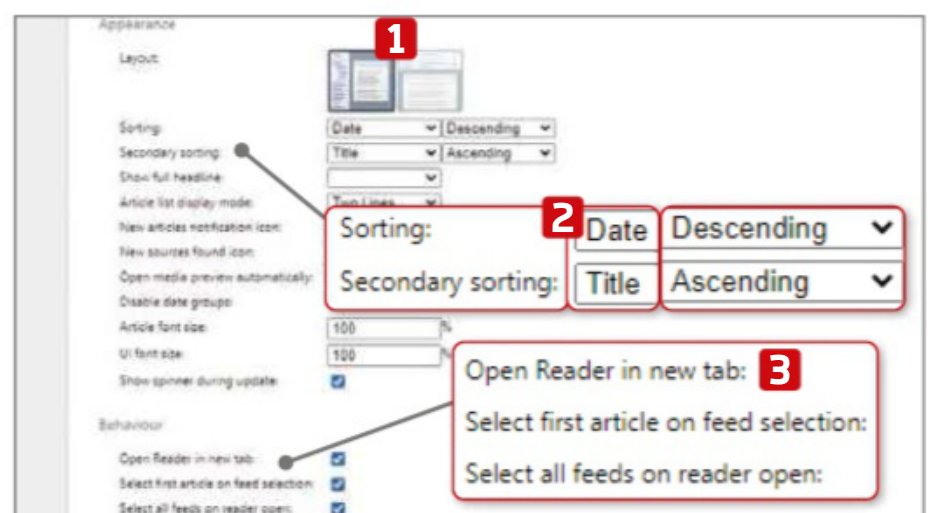 Appearance
1
Layout:
Sorting: Date Descending
Secondary sorting: Title Ascending
Show full headline:
Article list display mode: Two Lines
New articles notification icon:
New sources found icon:
Open media preview automatically:
Disable date groups:
Article font size: 100 %
UI font size: 100 %
Show spinner during update:
2
Sorting: Date Descending
Secondary sorting: Title Ascending
Behaviour
Open Reader in new tab:
Select first article on feed selection:
Select all feeds on reader open:
Open Reader in new tab: 3
Select first article on feed selection:
Select all feeds on reader open: